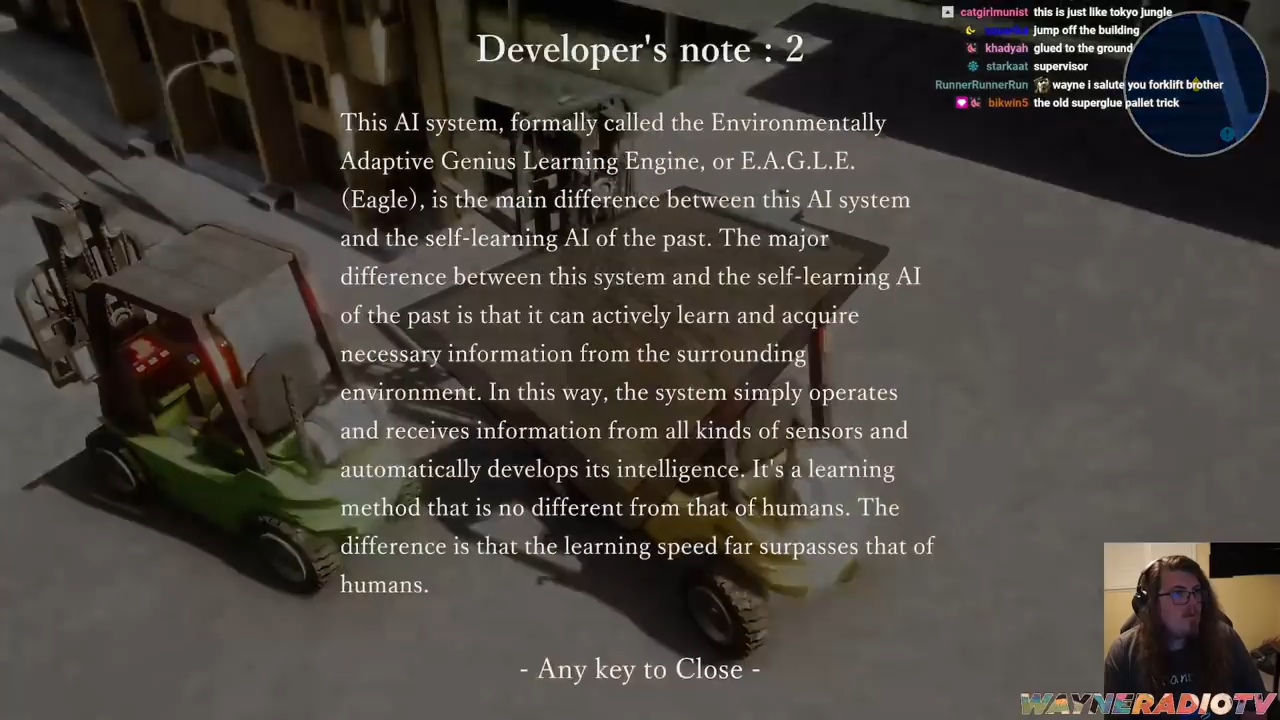 Developer's note : 2
This AI system, formally called the Environmentally
Adaptive Genius Learning Engine, or E.A.G.L.E.
(Eagle), is the main difference between this AI system
and the self-learning AI of the past. The major
difference between this system and the self-learning AI
of the past is that it can actively learn and acquire
necessary information from the surrounding
environment. In this way, the system simply operates
and receives information from all kinds of sensors and
automatically develops its intelligence. It's a learning
method that is no different from that of humans. The
difference is that the learning speed far surpasses that of
humans.
- Any key to Close -
catgirlmunist this is just like tokyo jungle
jump off the building
khadyah glued to the ground
starkaat supervisor
RunnerRunnerRun wayne i salute you forklift brother
bikwin5 the old superglue pallet trick
WAYNERADIOTV